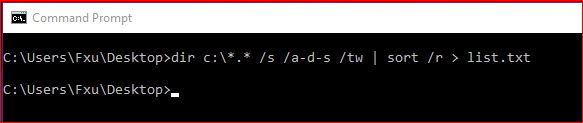 Command Prompt
C:\Users\Fxu\Desktop>dir c:\*.* /s /a-d-s /tw | sort /r > list.txt
C:\Users\Fxu\Desktop>